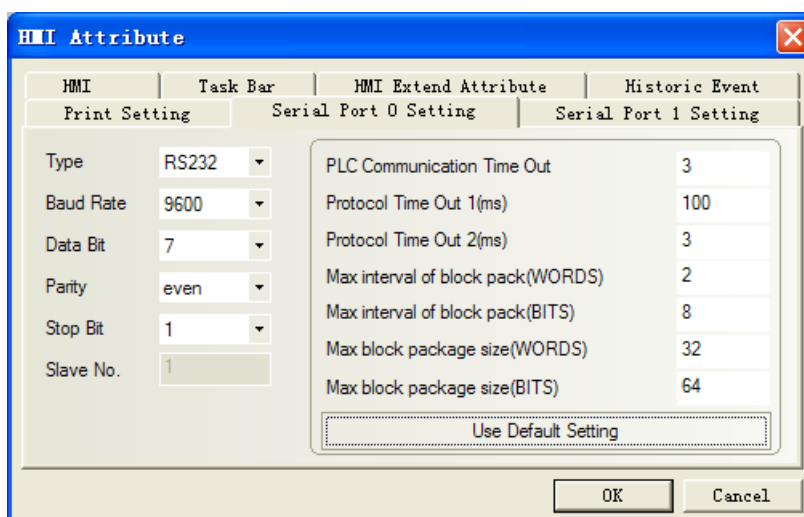 HMI Attribute
HMI Task Bar HMI Extend Attribute Historic Event
Print Setting Serial Port 0 Setting Serial Port 1 Setting
Type RS232
Baud Rate 9600
Data Bit 7
Parity even
Stop Bit 1
Slave No. 1
PLC Communication Time Out 3
Protocol Time Out 1(ms) 100
Protocol Time Out 2(ms) 3
Max interval of block pack(WORDS) 2
Max interval of block pack(BITS) 8
Max block package size(WORDS) 32
Max block package size(BITS) 64
Use Default Setting
OK Cancel